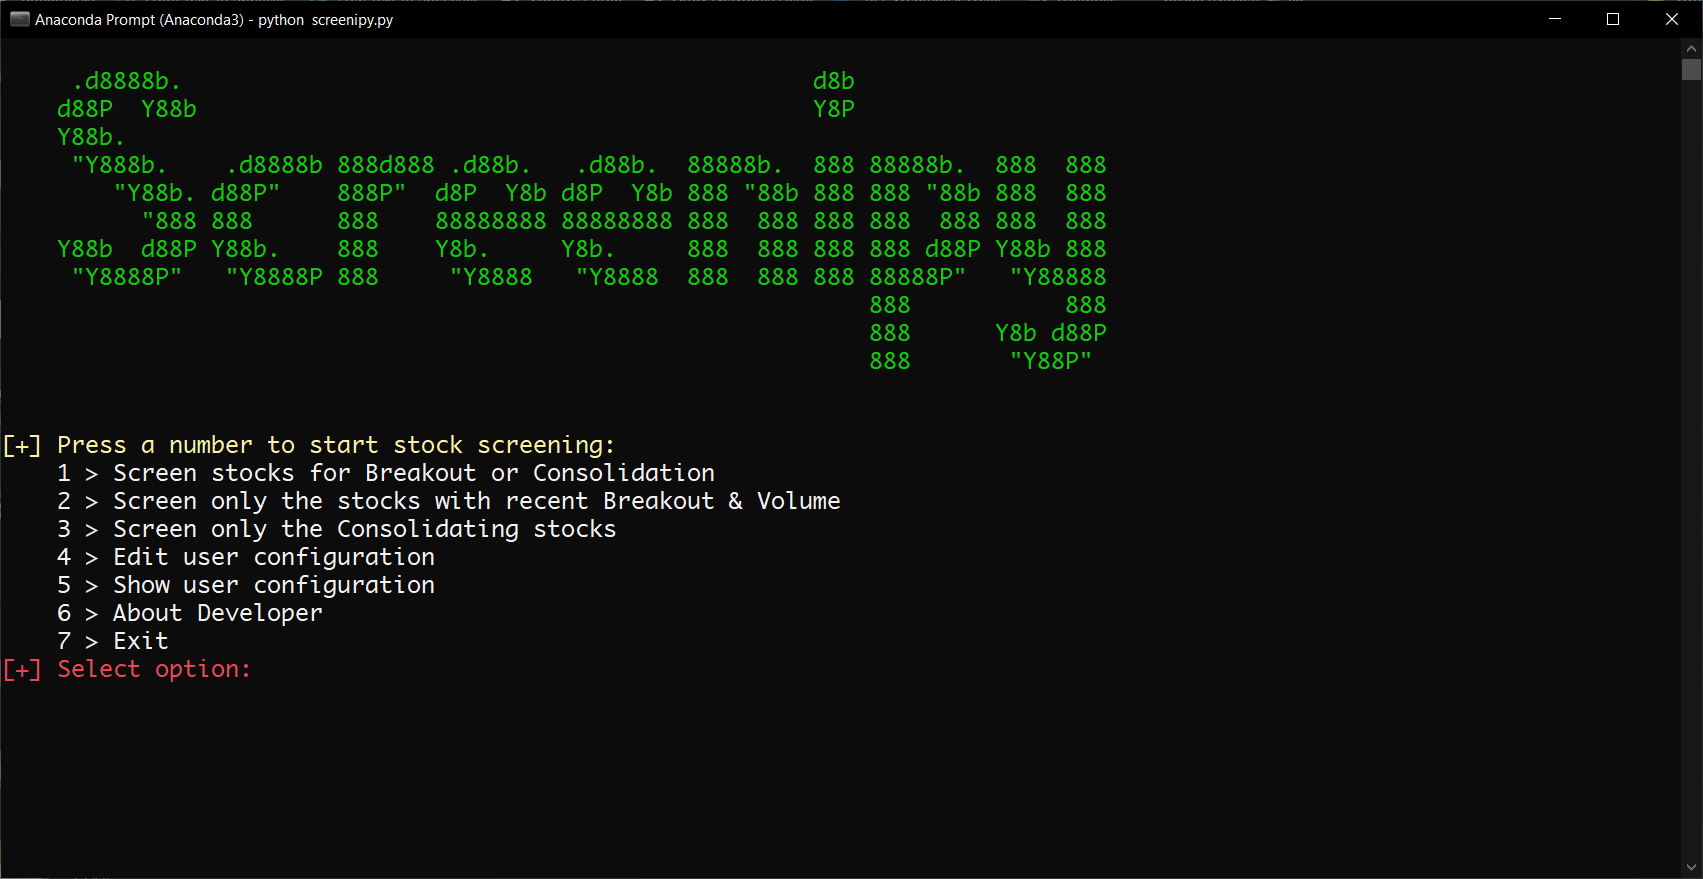 Anaconda Prompt (Anaconda3) - python  screenipy.py
     .d8888b.                                             d8b
    d88P  Y88b                                            Y8P
    Y88b.
     "Y888b.    .d8888b 888d888 .d88b.   .d88b.  88888b.  888 88888b.  888  888
        "Y88b. d88P"    888P"  d8P  Y8b d8P  Y8b 888 "88b 888 888 "88b 888  888
          "888 888      888    88888888 88888888 888  888 888 888  888 888  888
    Y88b  d88P Y88b.    888    Y8b.     Y8b.     888  888 888 888 d88P Y88b 888
     "Y8888P"   "Y8888P 888     "Y8888   "Y8888  888  888 888 88888P"   "Y88888
                                                              888           888
                                                              888      Y8b d88P
                                                              888       "Y88P"
[+] Press a number to start stock screening:
    1 > Screen stocks for Breakout or Consolidation
    2 > Screen only the stocks with recent Breakout & Volume
    3 > Screen only the Consolidating stocks
    4 > Edit user configuration
    5 > Show user configuration
    6 > About Developer
    7 > Exit
[+] Select option: